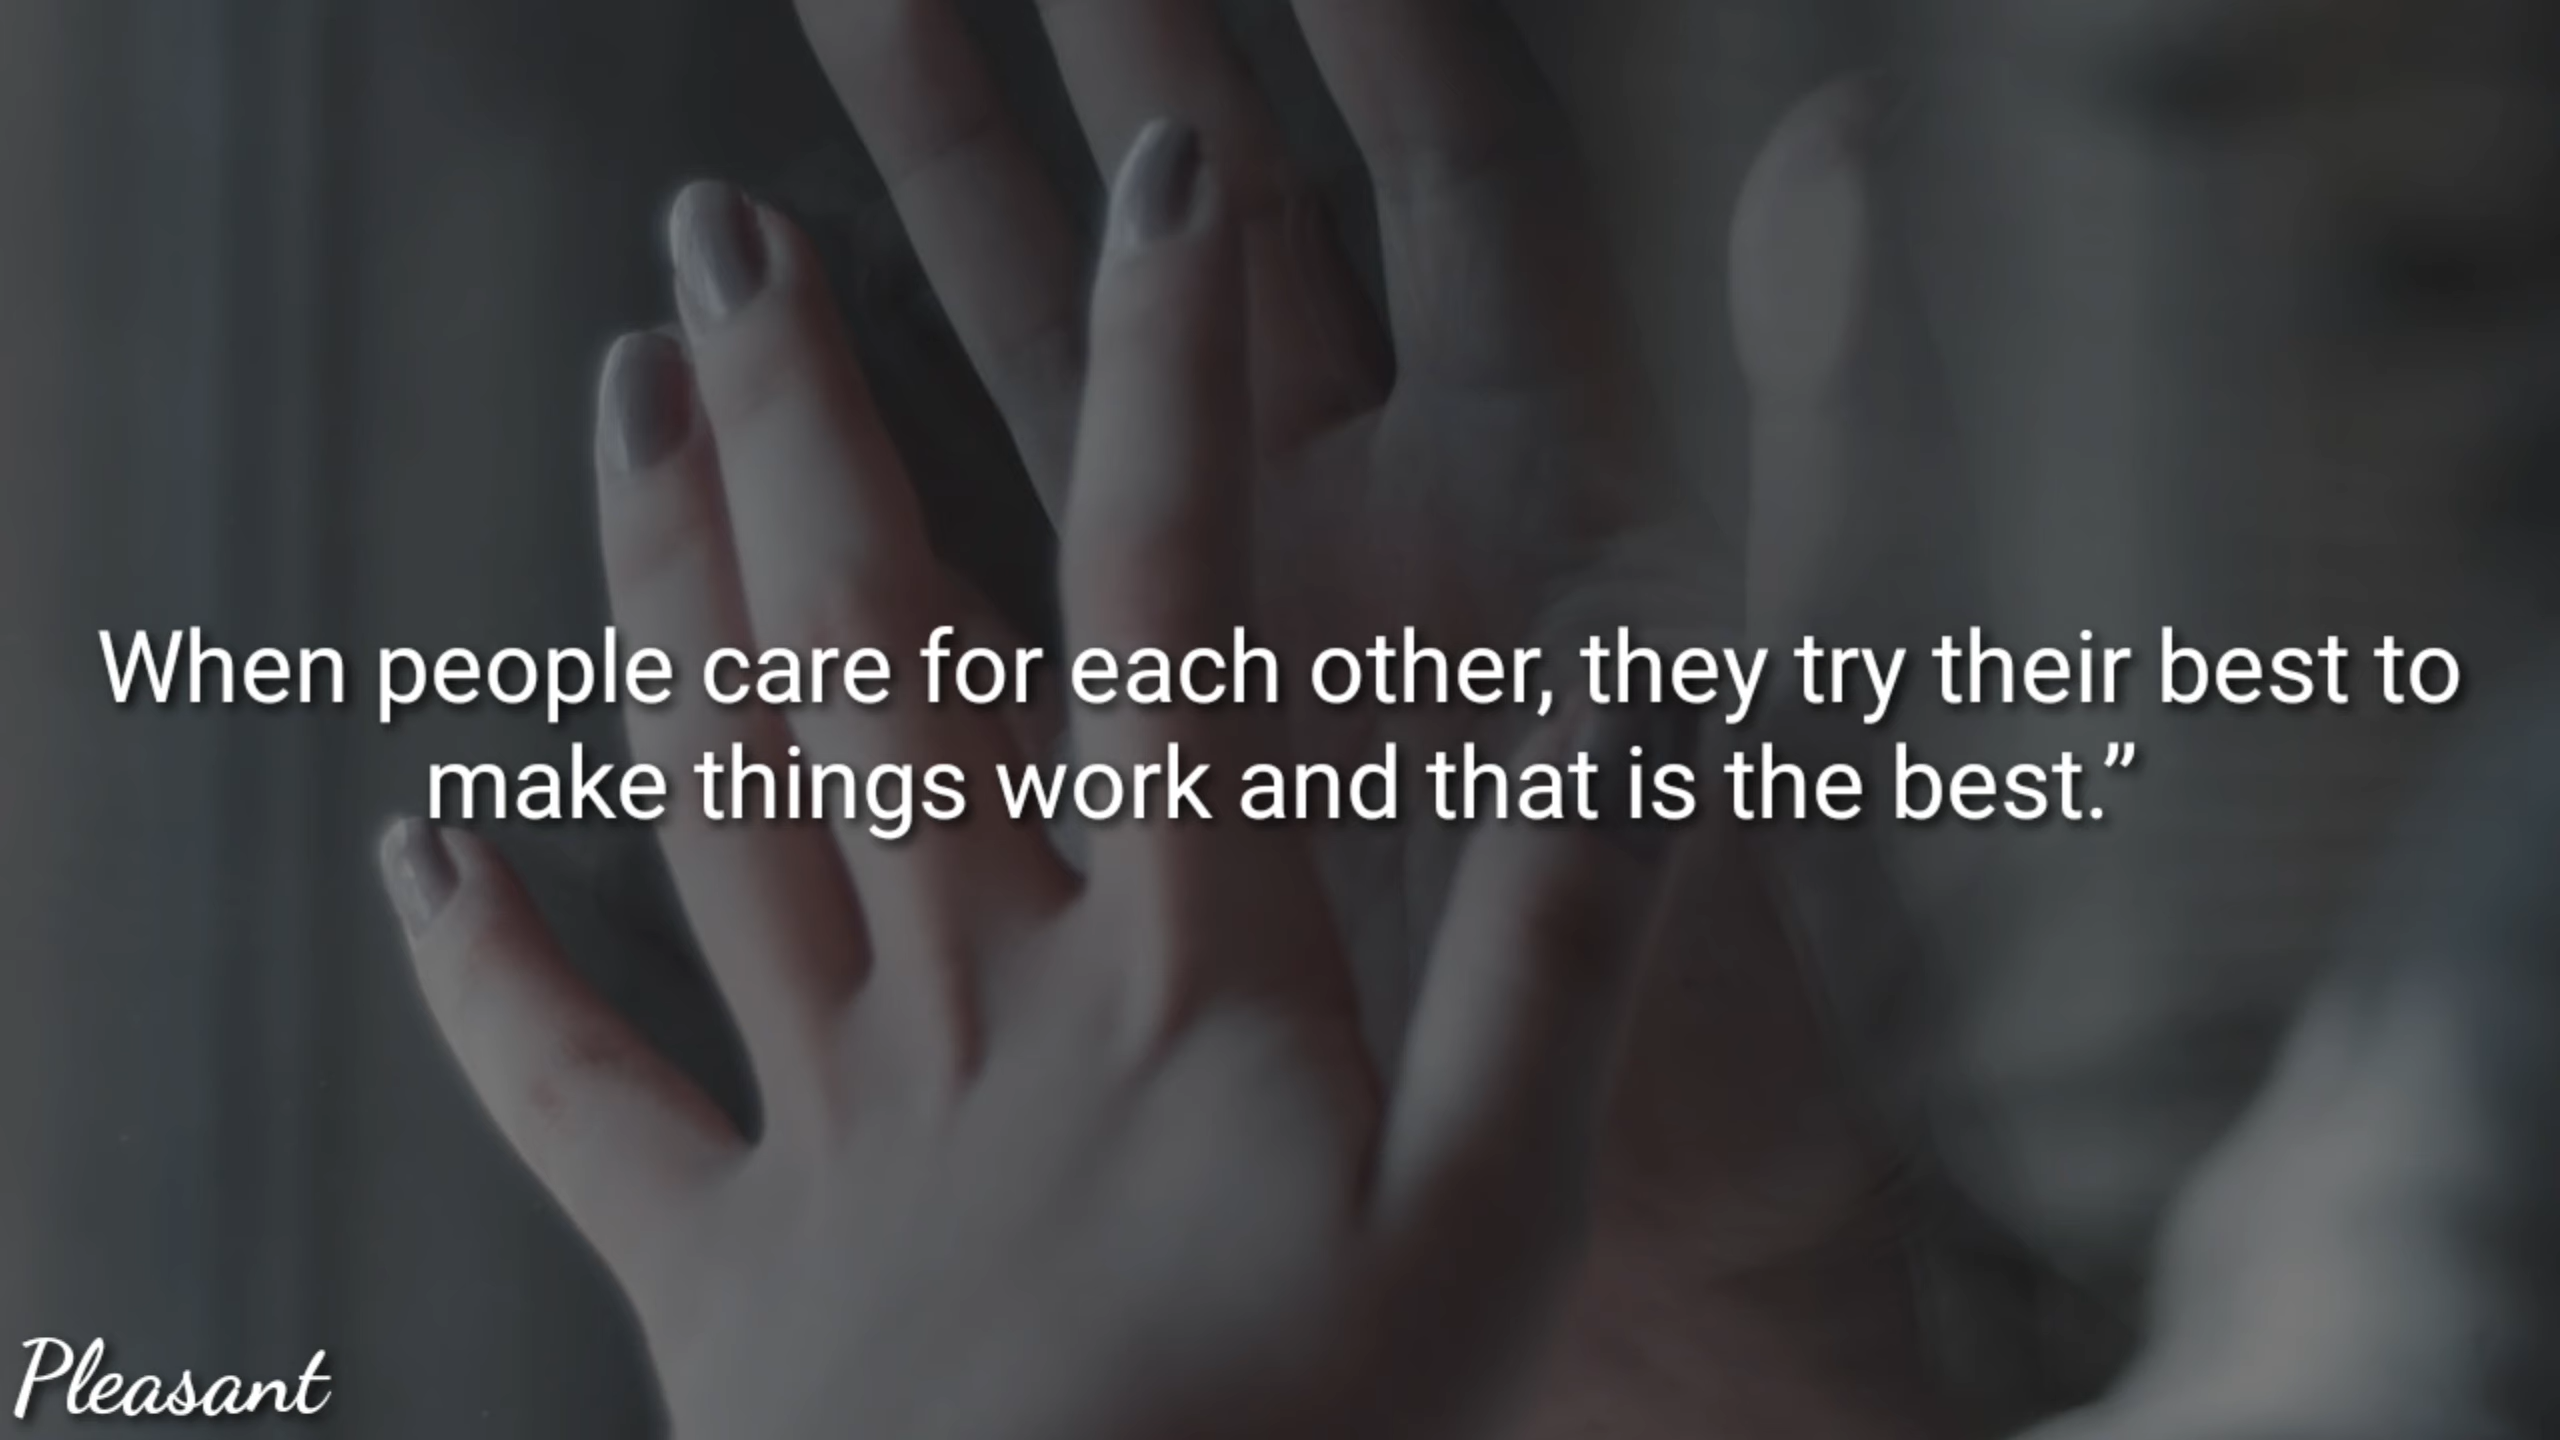 When people care for each other, they try their best to
make things work and that is the best.”
Pleasant